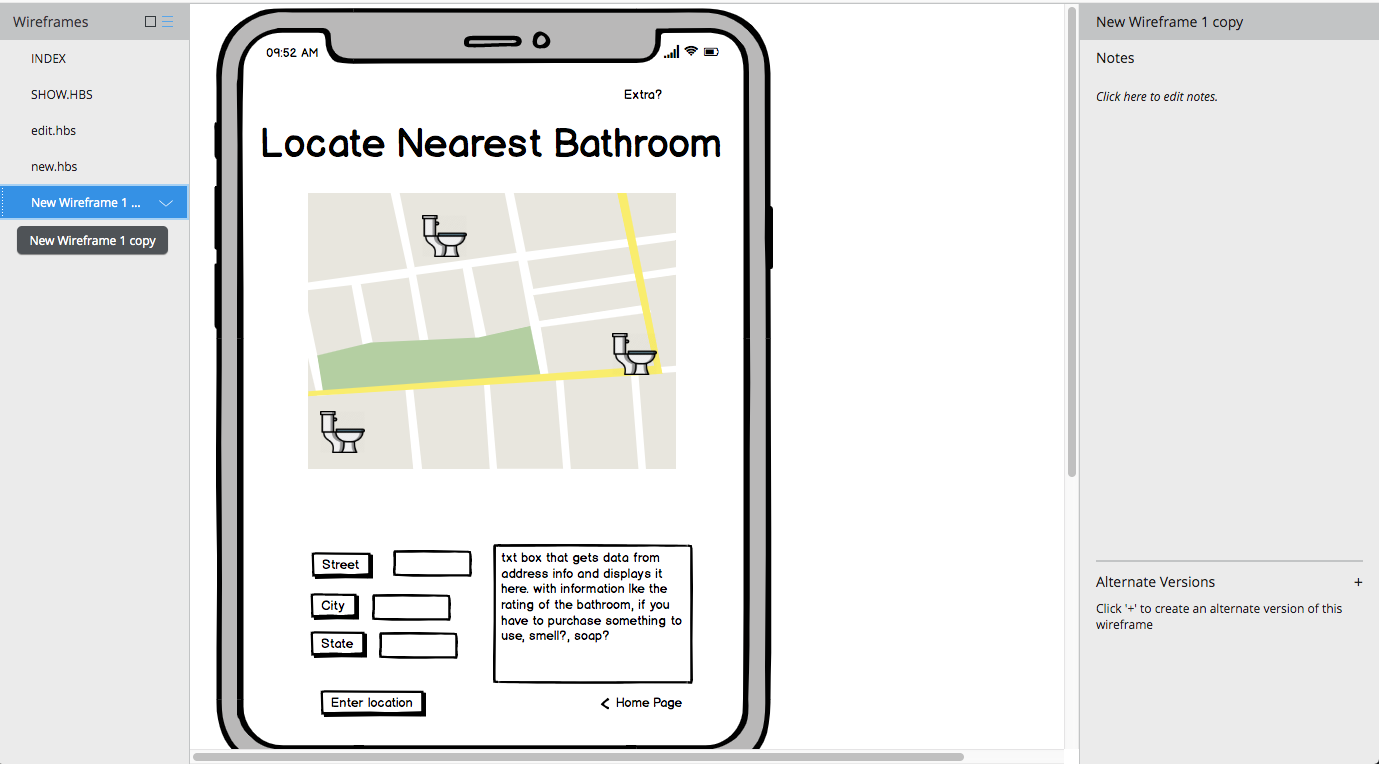 Wireframes
INDEX
SHOW.HBS
edit.hbs
new.hbs
New Wireframe 1 ...
New Wireframe 1 copy
09:52 AM
Extra?
Locate Nearest Bathroom
Street
City
State
Enter location
txt box that gets data from
address info and displays it
here. with information lke the
rating of the bathroom, if you
have to purchase something to
use, smell?, soap?
Home Page
New Wireframe 1 copy
Notes
Click here to edit notes.
Alternate Versions +
Click '+' to create an alternate version of this
wireframe